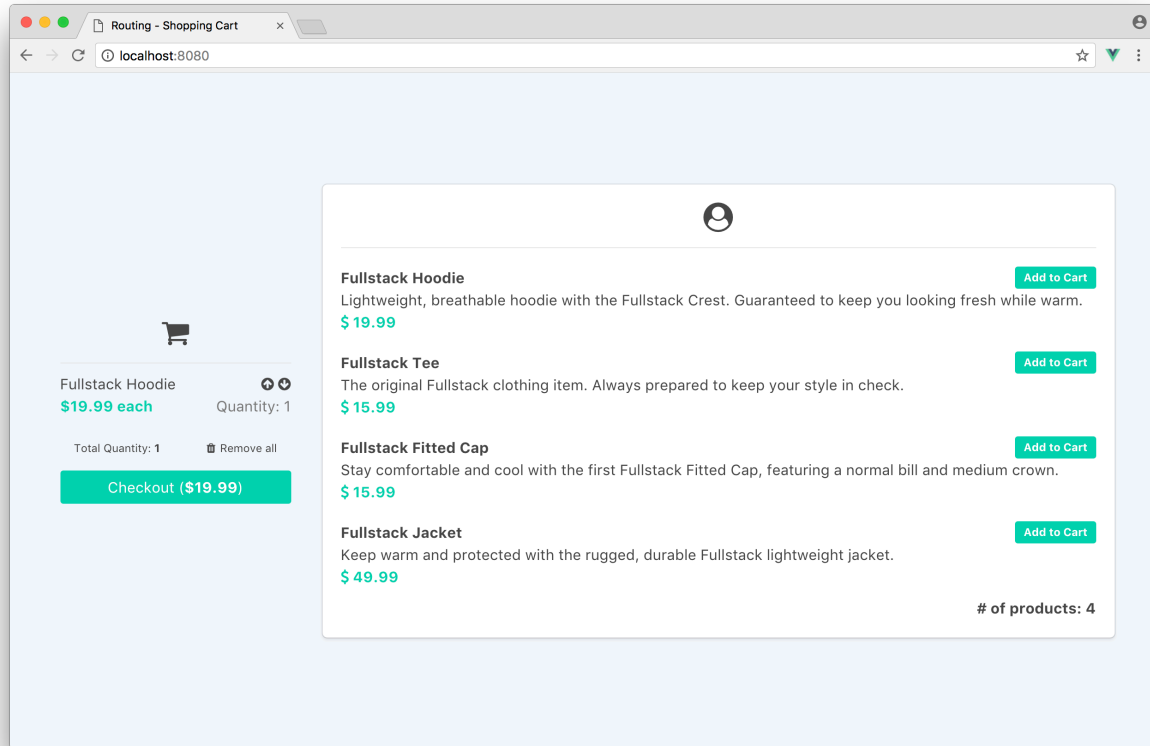 Routing - Shopping Cart
localhost:8080
Fullstack Hoodie
$19.99 each
Quantity: 1
Total Quantity: 1
Remove all
Checkout ($19.99)
Fullstack Hoodie
Add to Cart
Lightweight, breathable hoodie with the Fullstack Crest. Guaranteed to keep you looking fresh while warm.
$ 19.99
Fullstack Tee
Add to Cart
The original Fullstack clothing item. Always prepared to keep your style in check.
$ 15.99
Fullstack Fitted Cap
Add to Cart
Stay comfortable and cool with the first Fullstack Fitted Cap, featuring a normal bill and medium crown.
$ 15.99
Fullstack Jacket
Add to Cart
Keep warm and protected with the rugged, durable Fullstack lightweight jacket.
$ 49.99
# of products: 4